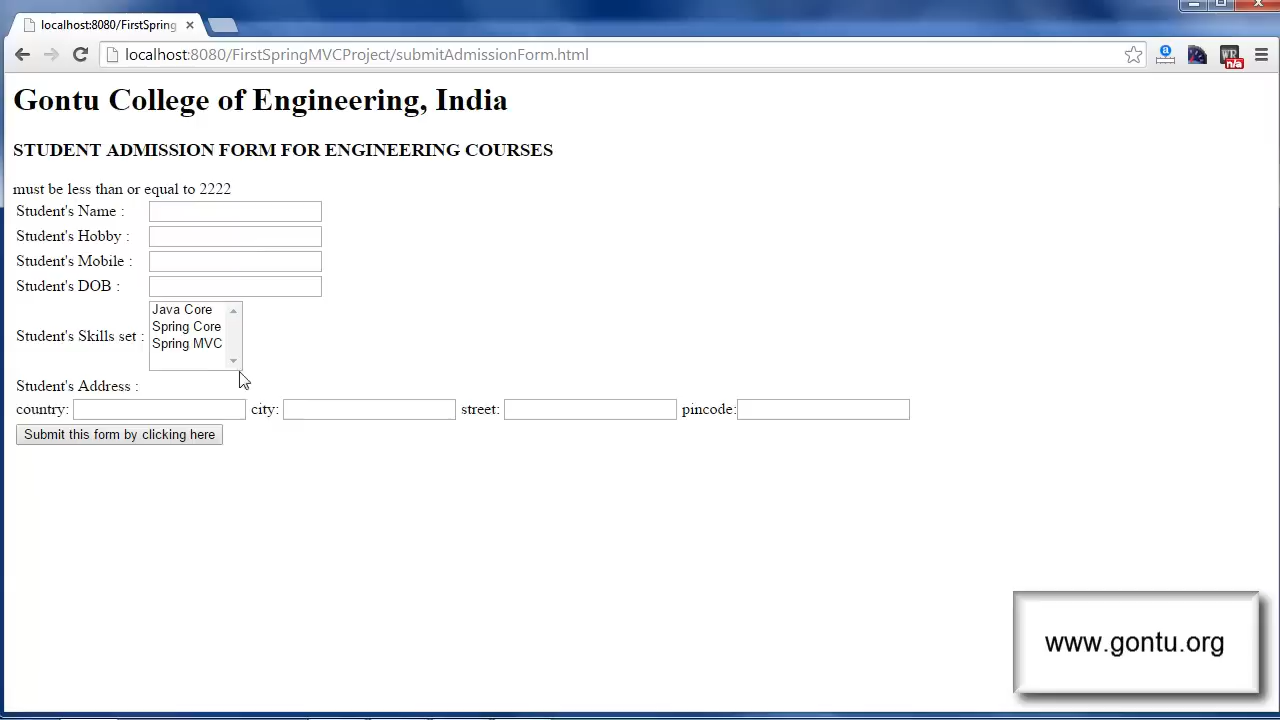 localhost:8080/FirstSpring
localhost:8080/FirstSpringMVCProject/submitAdmissionForm.html
a
WR
n/a
Gontu College of Engineering, India
STUDENT ADMISSION FORM FOR ENGINEERING COURSES
must be less than or equal to 2222
Student's Name :
Student's Hobby :
Student's Mobile :
Student's DOB :
Java Core
Spring Core
Student's Skills set :
Spring MVC
Student's Address :
country: city: street: pincode:
Submit this form by clicking here
www.gontu.org